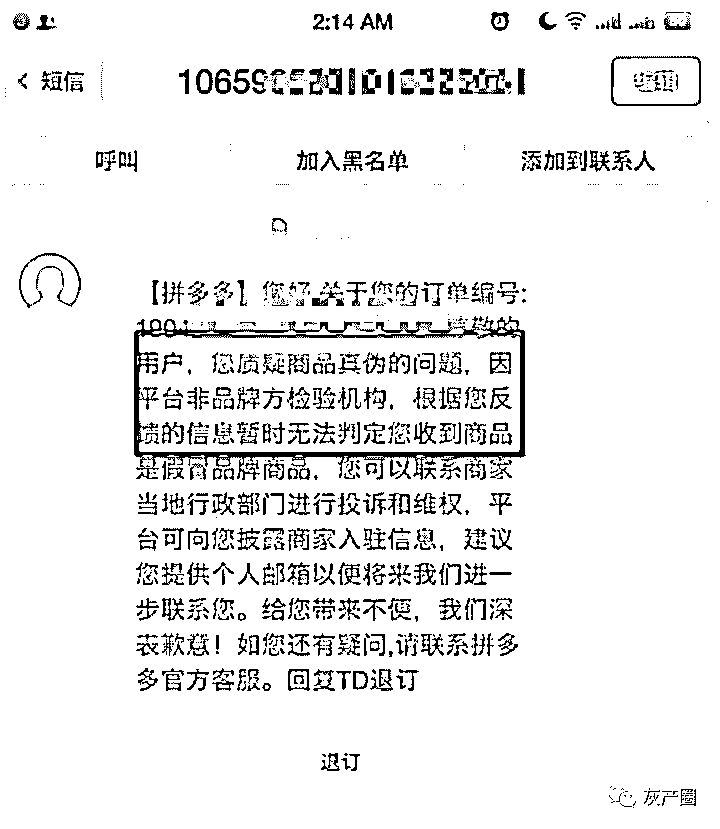 2:14 AM
短信
10659
呼叫 加入黑名单 添加到联系人
【拼多多】您好,关于您的订单编号:
190 尊敬的
用户，您质疑商品真伪的问题，因
平台非品牌方检验机构，根据您反
馈的信息暂时无法判定您收到商品
是假冒品牌商品，您可以联系商家
当地行政部门进行投诉和维权，平
台可向您披露商家入驻信息，建议
您提供个人邮箱以便将来我们进一
步联系您。给您带来不便，我们深
表歉意！如您还有疑问,请联系拼多
多官方客服。回复TD退订
退订
灰产圈